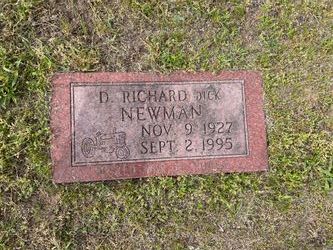 D. RICHARD DICK
NEWMAN
NOV 9 1927
SEPT 2, 1995